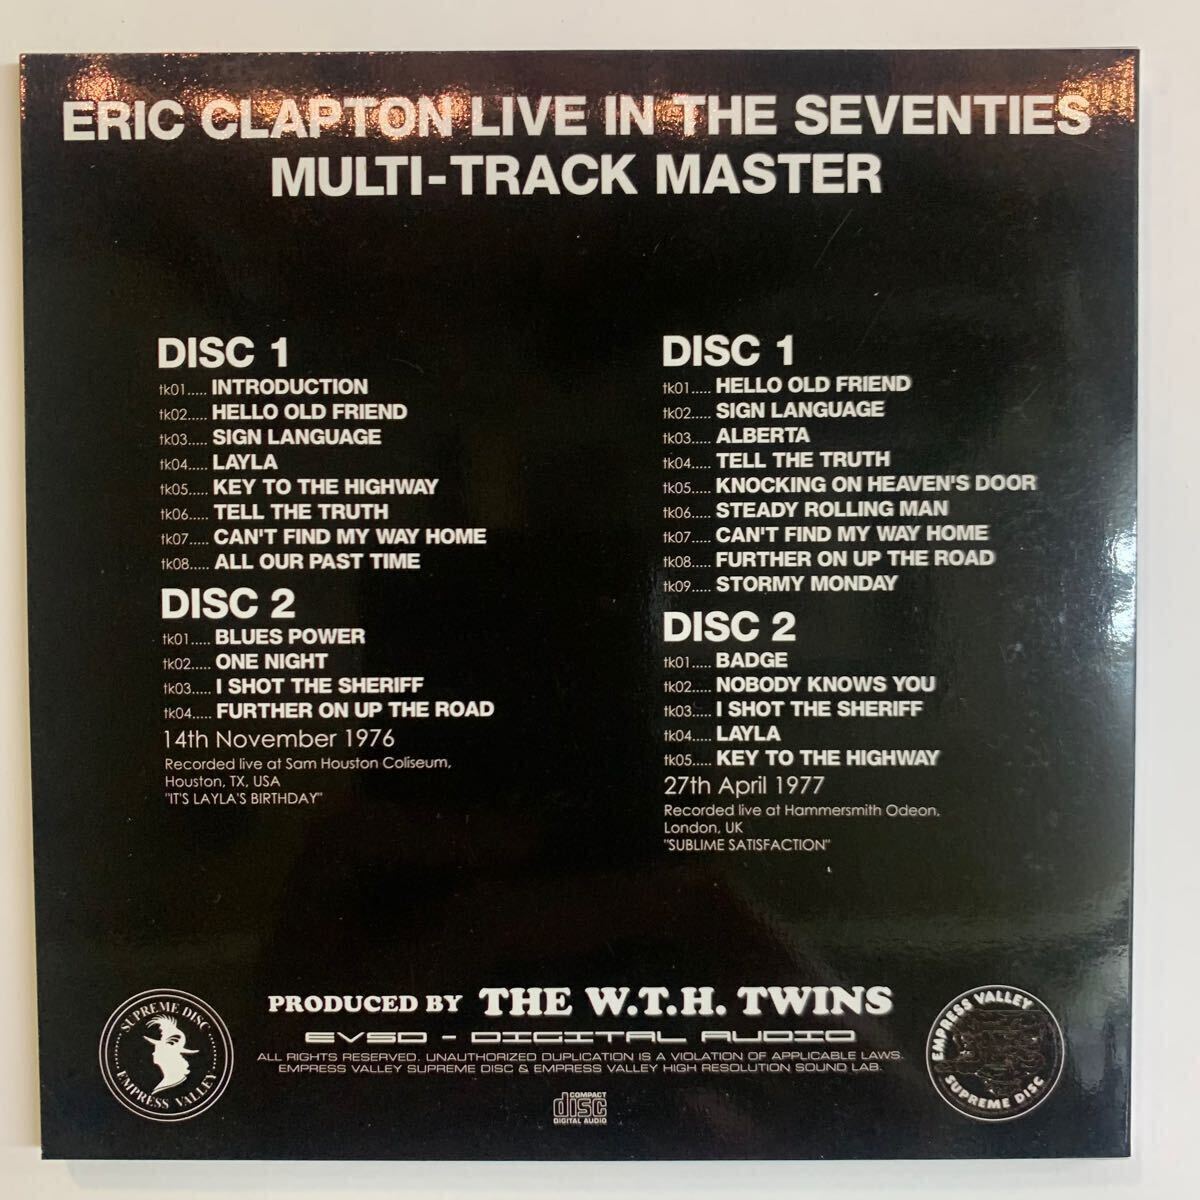 ERIC CLAPTON LIVE IN THE SEVENTIES
MULTI-TRACK MASTER
DISC 1
tk01..... INTRODUCTION
tk02..... HELLO OLD FRIEND
tk03..... SIGN LANGUAGE
tk04..... LAYLA
tk05..... KEY TO THE HIGHWAY
tk06..... TELL THE TRUTH
tk07..... CAN'T FIND MY WAY HOME
tk08..... ALL OUR PAST TIME
DISC 2
tk01..... BLUES POWER
tk02..... ONE NIGHT
tk03..... I SHOT THE SHERIFF
tk04..... FURTHER ON UP THE ROAD
14th November 1976
Recorded live at Sam Houston Coliseum,
Houston, TX, USA
"IT'S LAYLA'S BIRTHDAY"
DISC 1
tk01..... HELLO OLD FRIEND
tk02..... SIGN LANGUAGE
tk03..... ALBERTA
tk04..... TELL THE TRUTH
tk05..... KNOCKING ON HEAVEN'S DOOR
tk06..... STEADY ROLLING MAN
tk07..... CAN'T FIND MY WAY HOME
tk08..... FURTHER ON UP THE ROAD
tk09..... STORMY MONDAY
DISC 2
tk01..... BADGE
tk02..... NOBODY KNOWS YOU
tk03..... I SHOT THE SHERIFF
tk04..... LAYLA
tk05..... KEY TO THE HIGHWAY
27th April 1977
Recorded live at Hammersmith Odeon,
London, UK
"SUBLIME SATISFACTION"
PRODUCED BY THE W.T.H. TWINS
EVSD - DIGITAL AUDIO
ALL RIGHTS RESERVED. UNAUTHORIZED DUPLICATION IS A VIOLATION OF APPLICABLE LAWS.
EMPRESS VALLEY SUPREME DISC & EMPRESS VALLEY HIGH RESOLUTION SOUND LAB.
SUPREME DISC
EMPRESS VALLEY
EMPRESS VALLEY
SUPREME DISC
COMPACT
disc
DIGITAL AUDIO